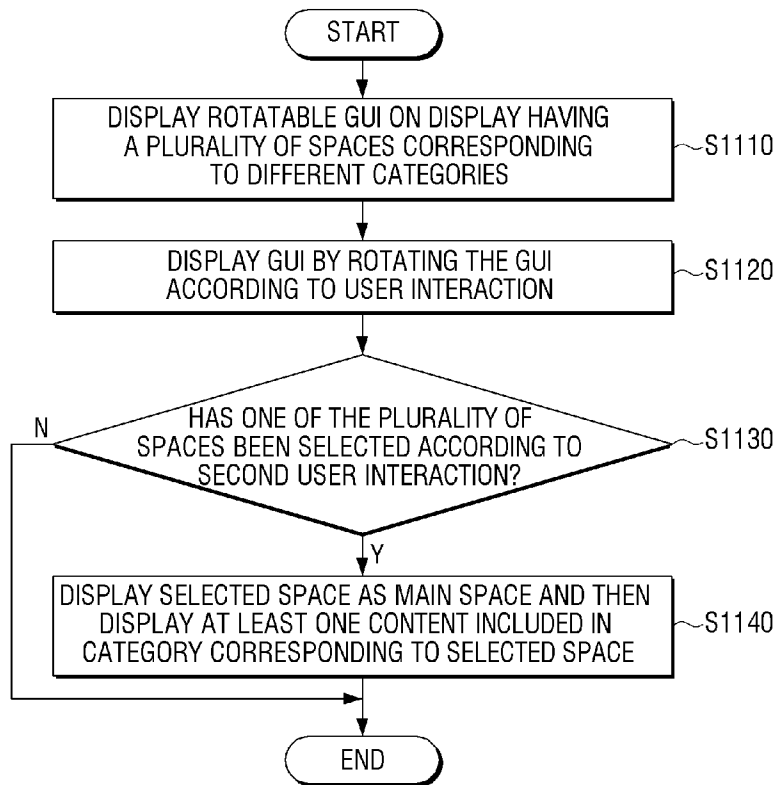 START
DISPLAY ROTATABLE GUI ON DISPLAY HAVING
A PLURALITY OF SPACES CORRESPONDING
TO DIFFERENT CATEGORIES
S1110
DISPLAY GUI BY ROTATING THE GUI
ACCORDING TO USER INTERACTION
S1120
N
HAS ONE OF THE PLURALITY OF
SPACES BEEN SELECTED ACCORDING TO
SECOND USER INTERACTION?
S1130
Y
DISPLAY SELECTED SPACE AS MAIN SPACE AND THEN
DISPLAY AT LEAST ONE CONTENT INCLUDED IN
CATEGORY CORRESPONDING TO SELECTED SPACE
S1140
END